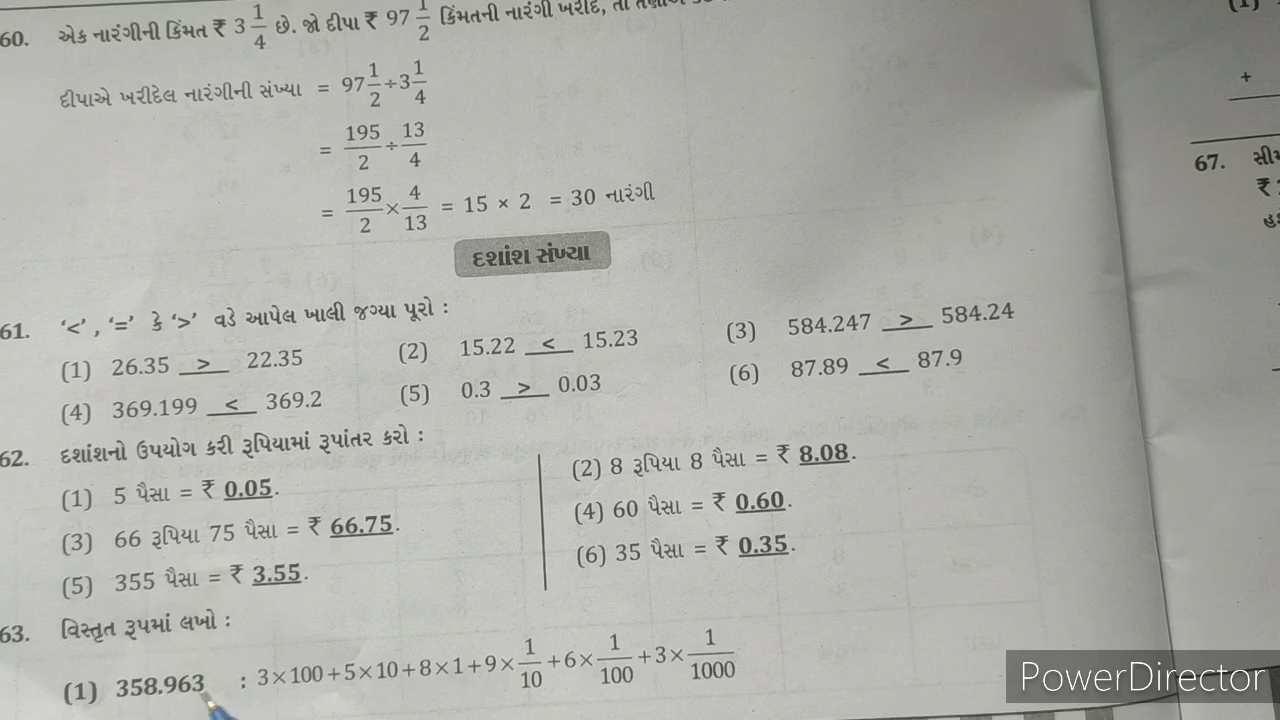 60. એક નારંગીની કિંમત ₹ 3 1/4 છે. જો દીપા ₹ 97 1/2 કિંમતની નારંગી ખરીદે, તો
દીપાએ ખરીદેલ નારંગીની સંખ્યા = 97 1/2 ÷ 3 1/4
= 195/2 ÷ 13/4
= 195/2 × 4/13 = 15 × 2 = 30 નારંગી
દશાંશ સંખ્યા
61. '<' , '=' કે '>' વડે આપેલ ખાલી જગ્યા પૂરો :
(1) 26.35 > 22.35 (2) 15.22 < 15.23 (3) 584.247 > 584.24
(4) 369.199 < 369.2 (5) 0.3 > 0.03 (6) 87.89 < 87.9
62. દશાંશનો ઉપયોગ કરી રૂપિયામાં રૂપાંતર કરો :
(1) 5 પૈસા = ₹ 0.05. (2) 8 રૂપિયા 8 પૈસા = ₹ 8.08.
(3) 66 રૂપિયા 75 પૈસા = ₹ 66.75. (4) 60 પૈસા = ₹ 0.60.
(5) 355 પૈસા = ₹ 3.55. (6) 35 પૈસા = ₹ 0.35.
63. વિસ્તૃત રૂપમાં લખો :
(1) 358.963 : 3×100+5×10+8×1+9×1/10+6×1/100+3×1/1000
+
67.
₹
PowerDirector